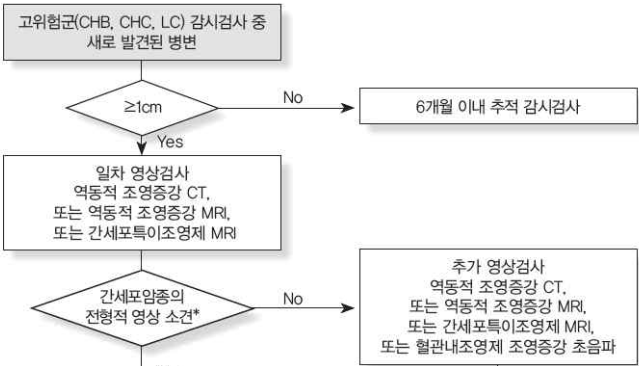 고위험군(CHB, CHC, LC) 감시검사 중
새로 발견된 병변
≥1cm
No
6개월 이내 추적 감시검사
Yes
일차 영상검사
역동적 조영증강 CT,
또는 역동적 조영증강 MRI,
또는 간세포특이조영제 MRI
간세포암종의
전형적 영상 소견*
No
추가 영상검사
역동적 조영증강 CT,
또는 역동적 조영증강 MRI,
또는 간세포특이조영제 MRI,
또는 혈관내조영제 조영증강 초음파